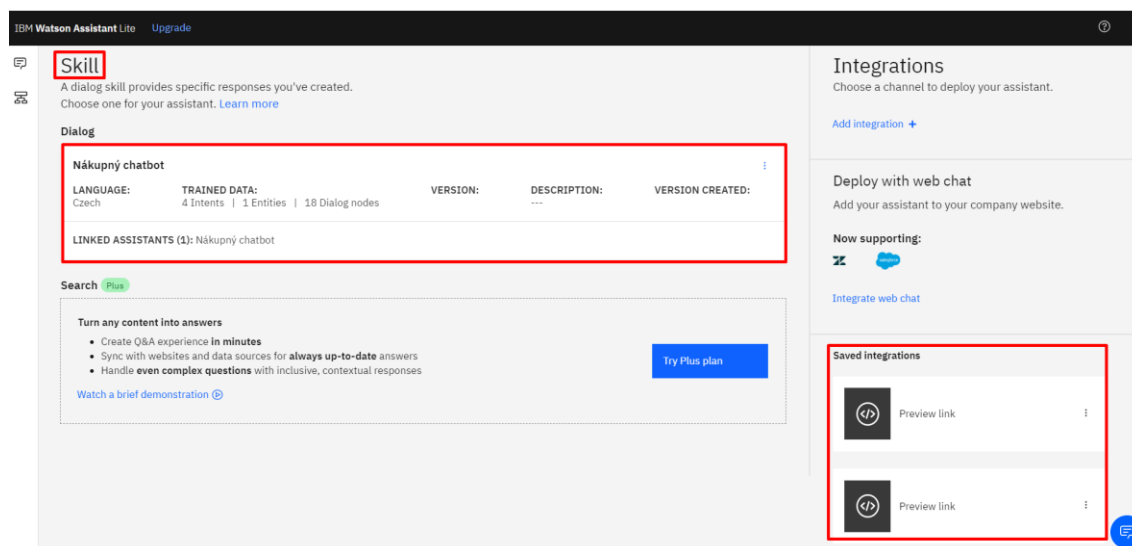 IBM Watson Assistant Lite Upgrade
Skill
A dialog skill provides specific responses you've created.
Choose one for your assistant. Learn more
Dialog
Nákupný chatbot
LANGUAGE: TRAINED DATA: VERSION: DESCRIPTION: VERSION CREATED:
Czech 4 Intents | 1 Entities | 18 Dialog nodes ---
LINKED ASSISTANTS (1): Nákupný chatbot
Search Plus
Turn any content into answers
• Create Q&A experience in minutes
• Sync with websites and data sources for always up-to-date answers
• Handle even complex questions with inclusive, contextual responses
Try Plus plan
Watch a brief demonstration
Integrations
Choose a channel to deploy your assistant.
Add integration +
Deploy with web chat
Add your assistant to your company website.
Now supporting:
Integrate web chat
Saved integrations
Preview link
Preview link